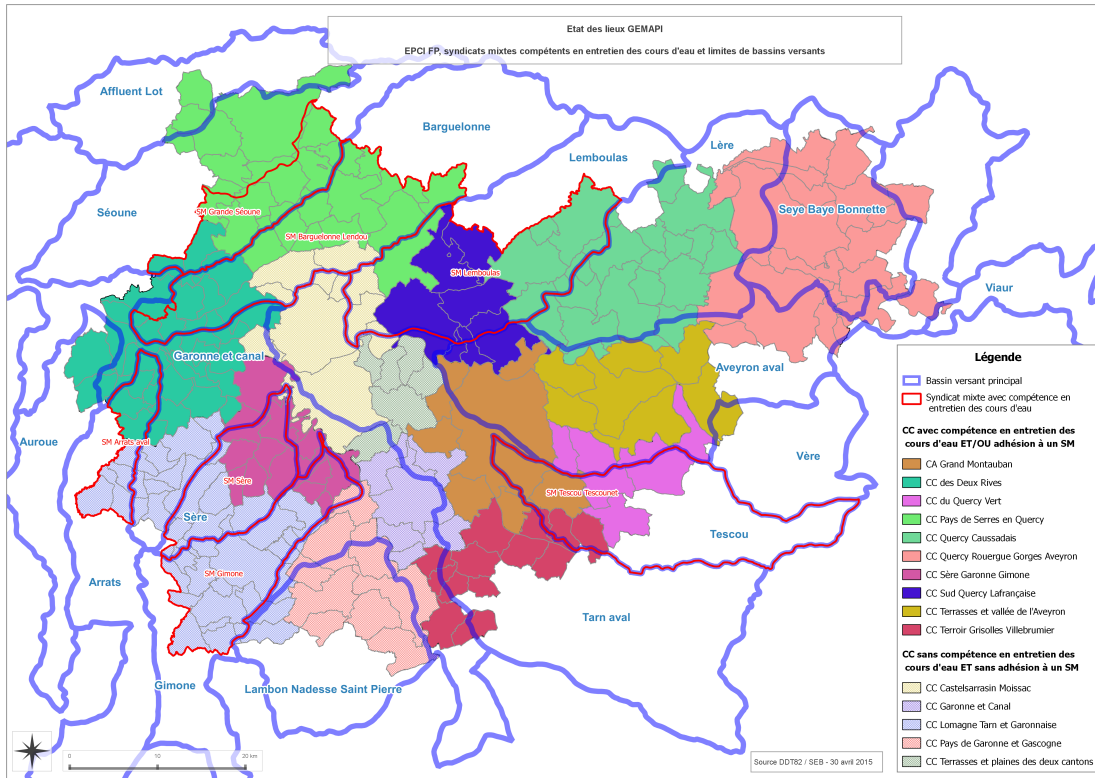 Etat des lieux GEMAPI
EPCI FP, syndicats mixtes compétents en entretien des cours d'eau et limites de bassins versants
Affluent Lot
Barguelonne
Lère
Lemboulas
Séoune
SM Grande Séoune
Seye Baye Bonnette
SM Barguelonne Lendou
SM Lemboulas
Viaur
Garonne et canal
Aveyron aval
Auroue
SM Arrats aval
Vère
SM Sère
SM Tescou Tescounet
Sère
Tescou
SM Gimone
Arrats
Tarn aval
Gimone
Lambon Nadesse Saint Pierre
Légende
Bassin versant principal
Syndicat mixte avec compétence en
entretien des cours d'eau
CC avec compétence en entretien des
cours d'eau ET/OU adhésion à un SM
CA Grand Montauban
CC des Deux Rives
CC du Quercy Vert
CC Pays de Serres en Quercy
CC Quercy Caussadais
CC Quercy Rouergue Gorges Aveyron
CC Sère Garonne Gimone
CC Sud Quercy Lafrançaise
CC Terrasses et vallée de l'Aveyron
CC Terroir Grisolles Villebrumier
CC sans compétence en entretien des
cours d'eau ET sans adhésion à un SM
CC Castelsarrasin Moissac
CC Garonne et Canal
CC Lomagne Tarn et Garonnaise
CC Pays de Garonne et Gascogne
CC Terrasses et plaines des deux cantons
0 10 20 km
Source DDT82 / SEB - 30 avril 2015